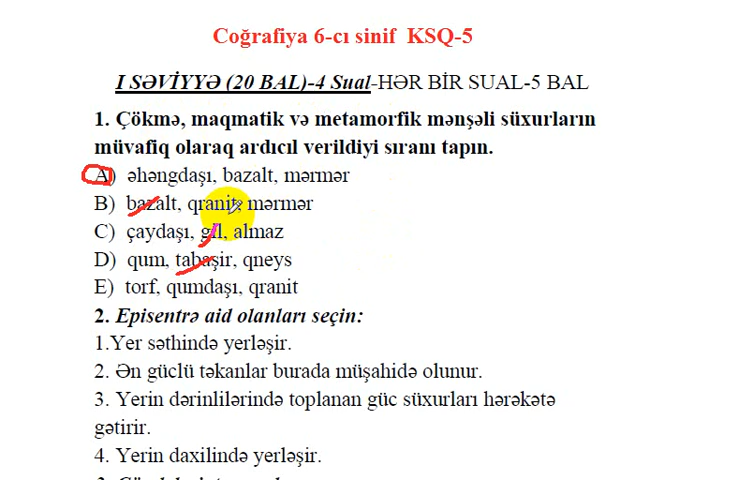 Coğrafiya 6-cı sinif KSQ-5
I SƏVİYYƏ (20 BAL)-4 Sual-HƏR BİR SUAL-5 BAL
1. Çökmə, maqmatik və metamorfik mənşəli süxurların
müvafiq olaraq ardıcıl verildiyi sıranı tapın.
A) əhəngdaşı, bazalt, mərmər
B) bazalt, qranit, mərmər
C) çaydaşı, gil, almaz
D) qum, tabaşir, qneys
E) torf, qumdaşı, qranit
2. Episentrə aid olanları seçin:
1.Yer səthində yerləşir.
2. Ən güclü təkanlar burada müşahidə olunur.
3. Yerin dərinlilərində toplanan güc süxurları hərəkətə
gətirir.
4. Yerin daxilində yerləşir.